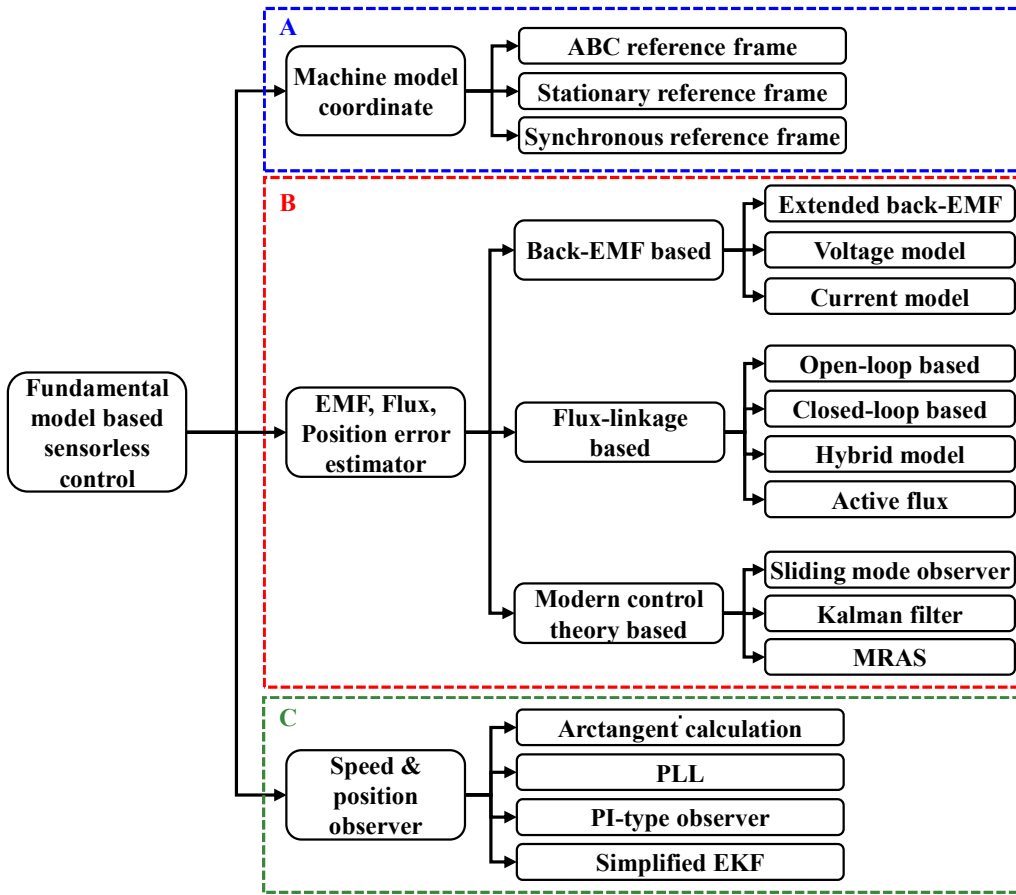 A
Machine model
coordinate
ABC reference frame
Stationary reference frame
Synchronous reference frame
B
Back-EMF based
Extended back-EMF
Voltage model
Current model
Fundamental
model based
sensorless
control
EMF, Flux,
Position error
estimator
Flux-linkage
based
Open-loop based
Closed-loop based
Hybrid model
Active flux
Modern control
theory based
Sliding mode observer
Kalman filter
MRAS
C
Speed &
position
observer
Arctangent calculation
PLL
PI-type observer
Simplified EKF